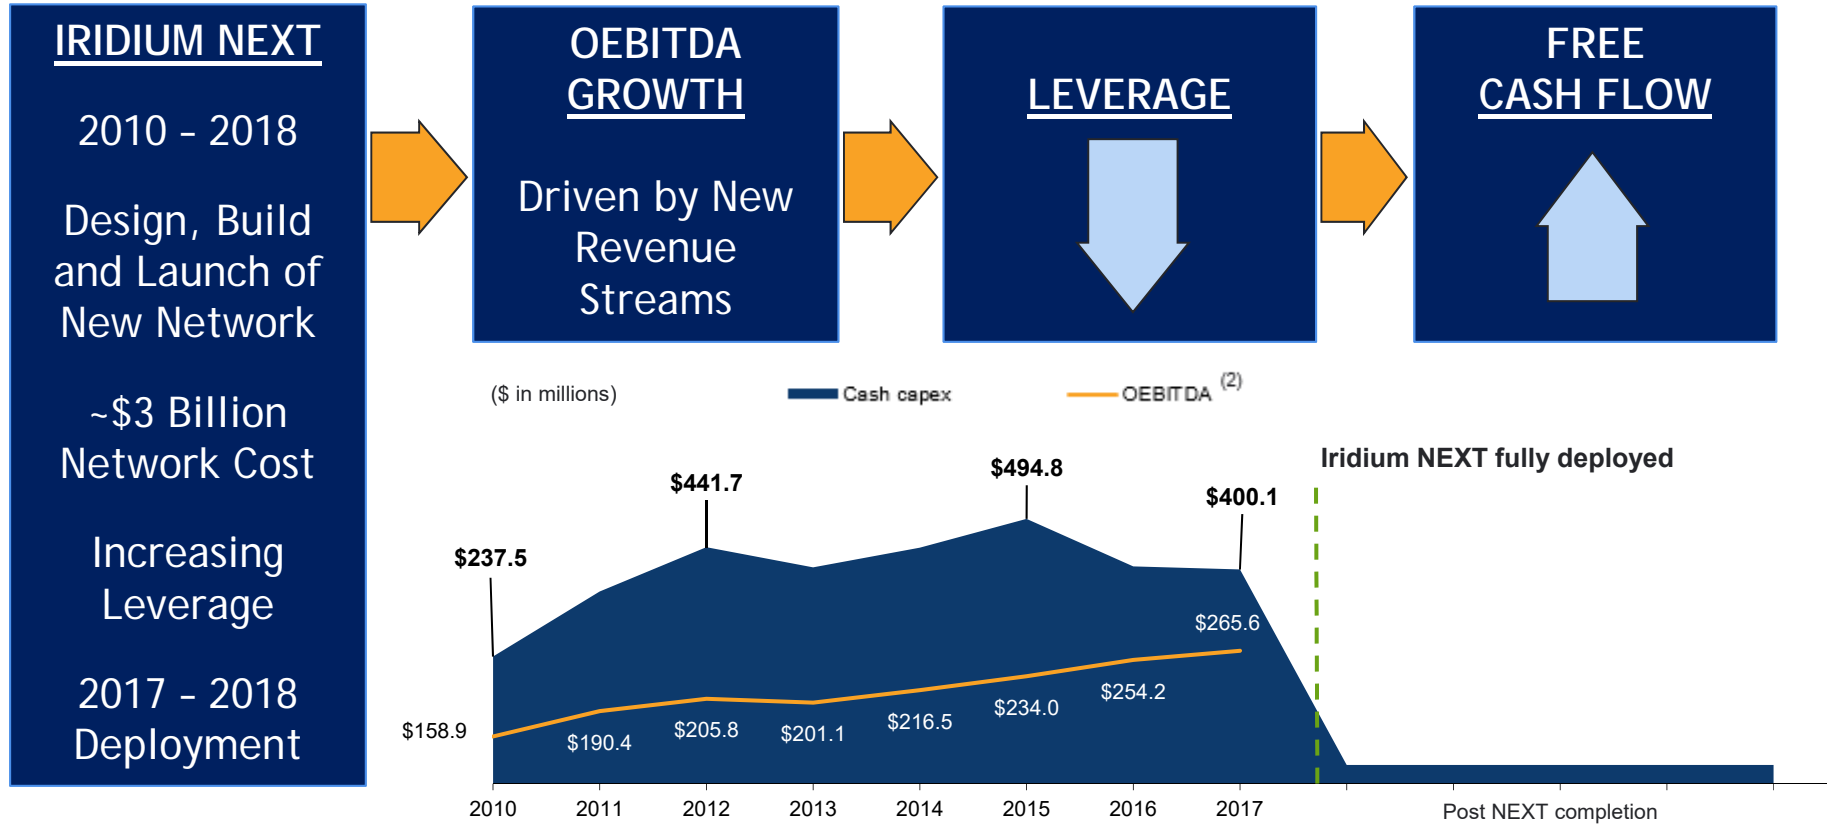 IRIDIUM NEXT
2010 – 2018
Design, Build
and Launch of
New Network
~$3 Billion
Network Cost
Increasing
Leverage
2017 – 2018
Deployment
OEBITDA
GROWTH
Driven by New
Revenue
Streams
LEVERAGE
FREE
CASH FLOW
($ in millions)
Cash capex
OEBITDA (2)
Iridium NEXT fully deployed
$237.5
$441.7
$494.8
$400.1
$158.9
$190.4
$205.8
$201.1
$216.5
$234.0
$254.2
$265.6
2010
2011
2012
2013
2014
2015
2016
2017
Post NEXT completion